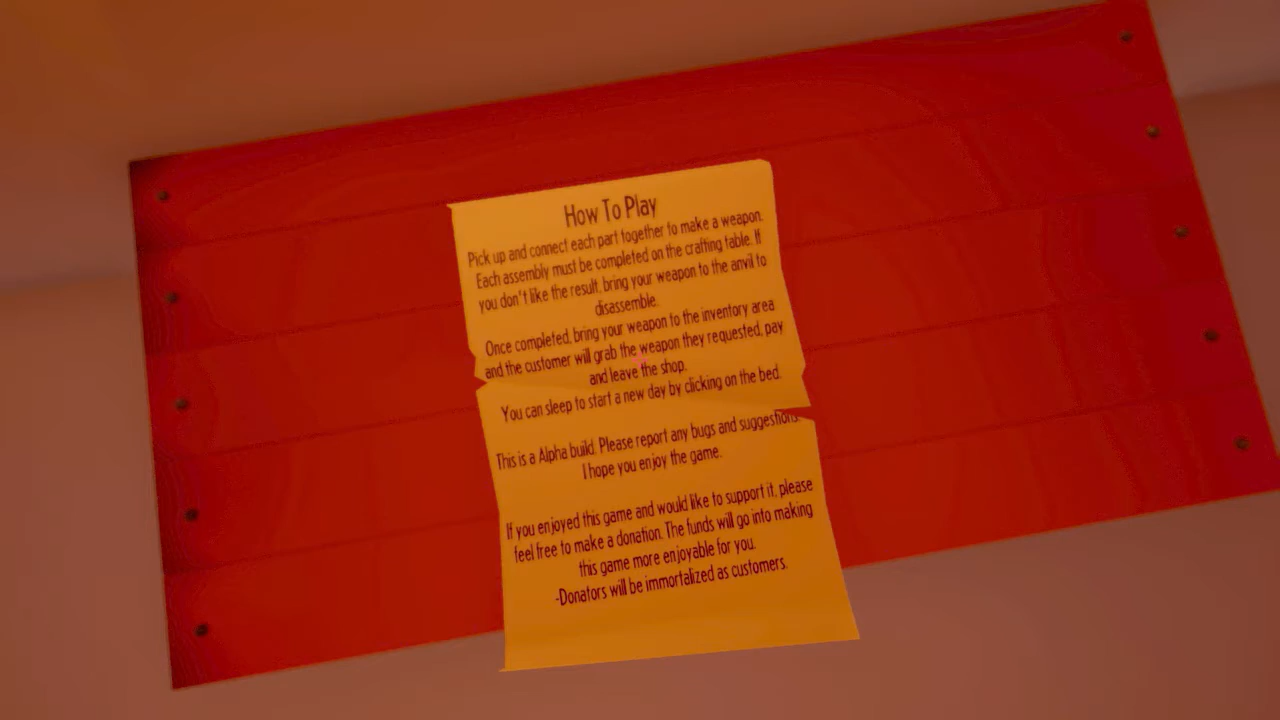 How To Play
Pick up and connect each part together to make a weapon.
Each assembly must be completed on the crafting table. If
you don't like the result, bring your weapon to the anvil to
disassemble.
Once completed, bring your weapon to the inventory area
and the customer will grab the weapon they requested, pay
and leave the shop.
You can sleep to start a new day by clicking on the bed.
This is a Alpha build. Please report any bugs and suggestions.
I hope you enjoy the game.
If you enjoyed this game and would like to support it, please
feel free to make a donation. The funds will go into making
this game more enjoyable for you.
-Donators will be immortalized as customers.